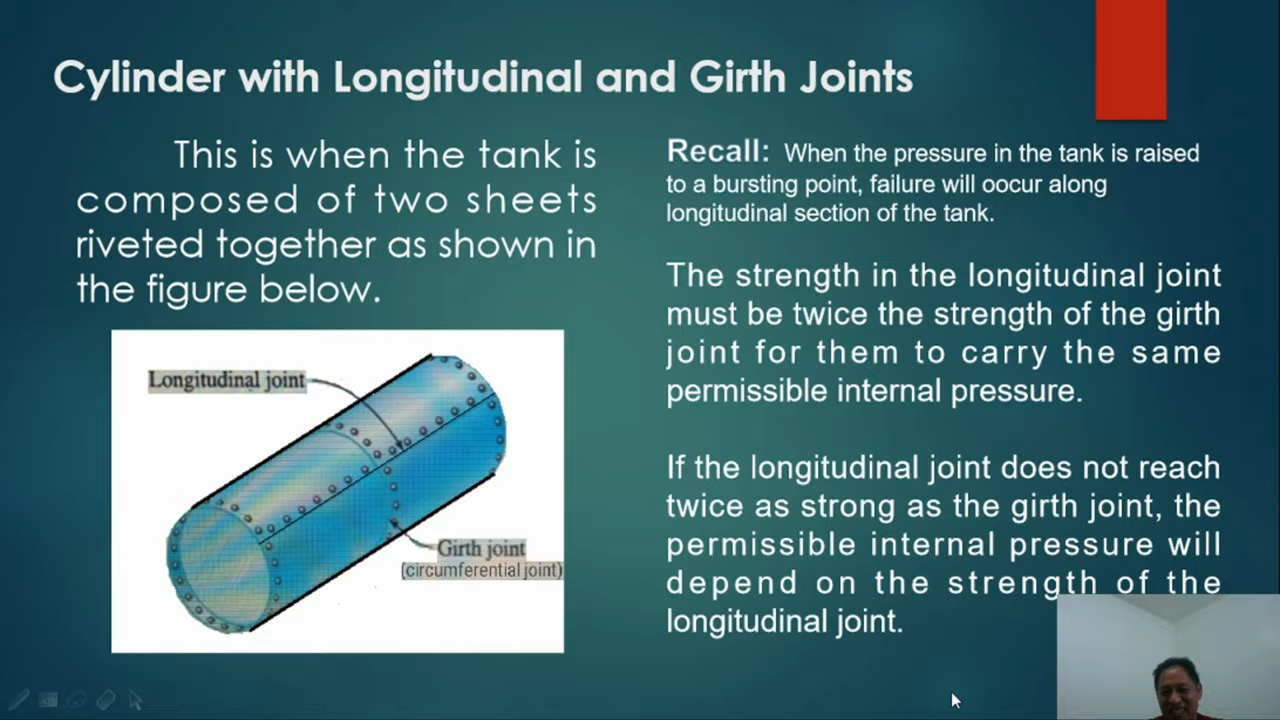 Cylinder with Longitudinal and Girth Joints
This is when the tank is
composed of two sheets
riveted together as shown in
the figure below.
Longitudinal joint
Girth joint
(circumferential joint)
Recall: When the pressure in the tank is raised
to a bursting point, failure will oocur along
longitudinal section of the tank.
The strength in the longitudinal joint
must be twice the strength of the girth
joint for them to carry the same
permissible internal pressure.
If the longitudinal joint does not reach
twice as strong as the girth joint, the
permissible internal pressure will
depend on the strength of the
longitudinal joint.